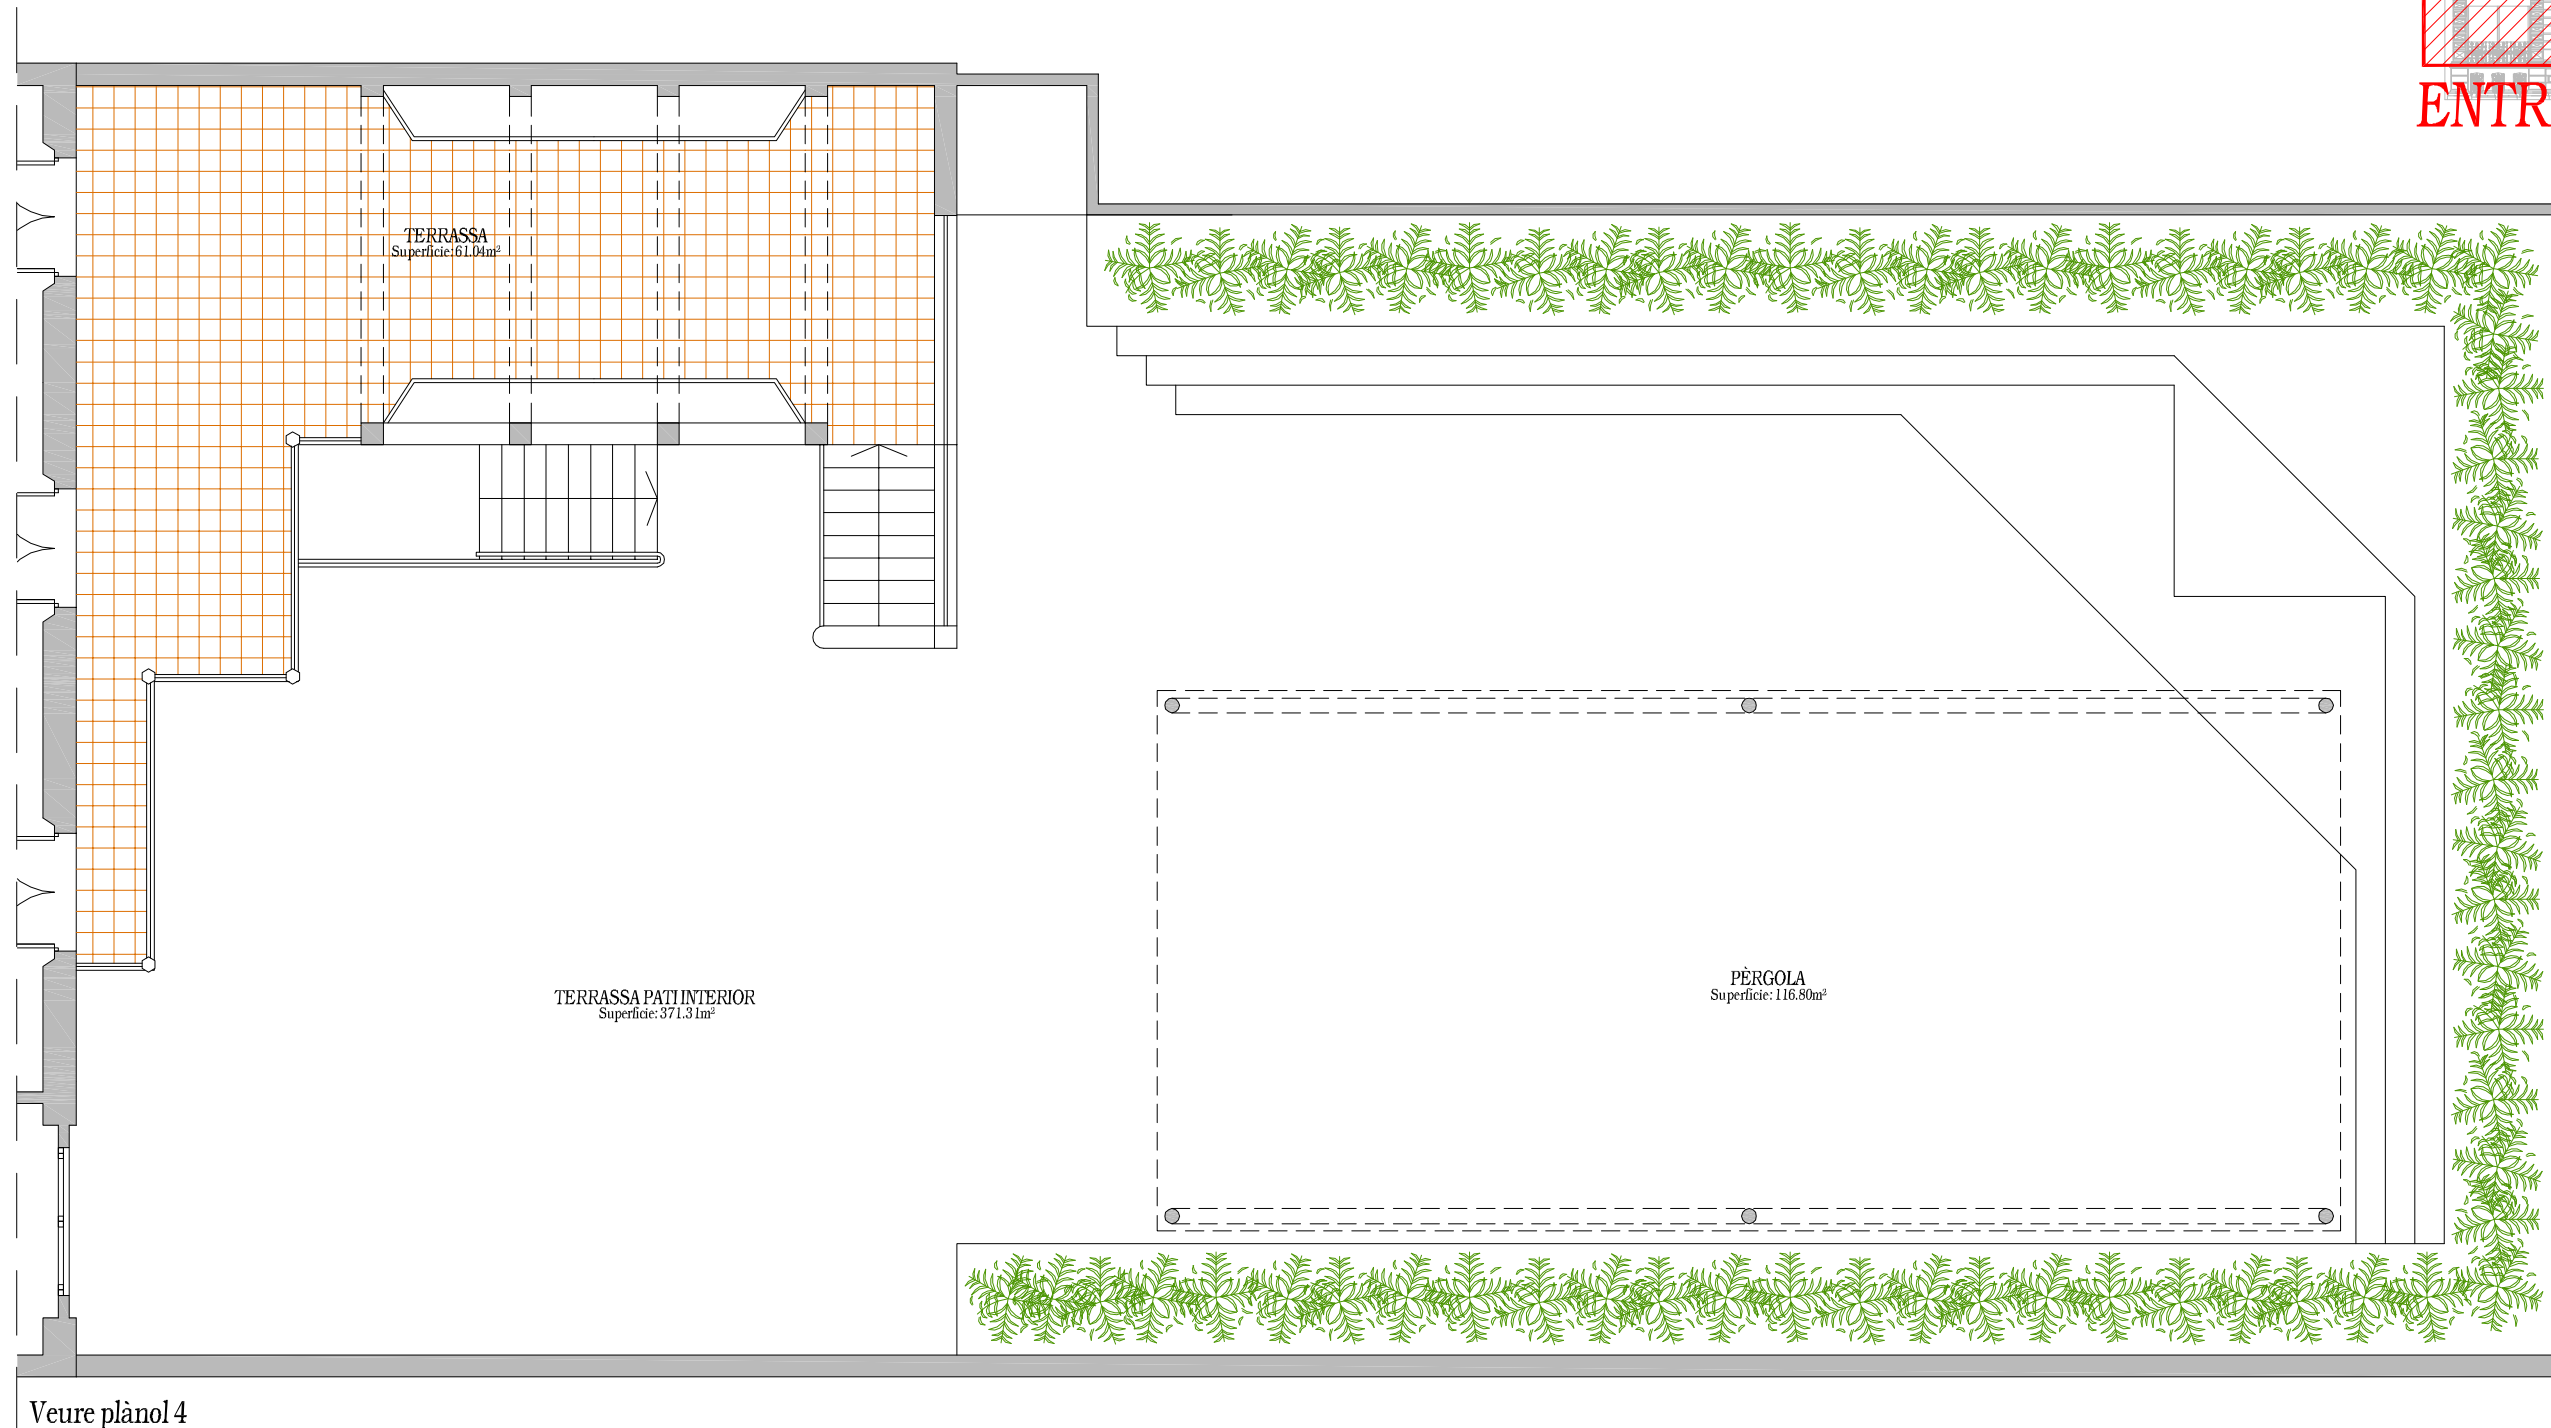 ENTR
TERRASSA
Superfície: 61.04m²
PÈRGOLA
Superfície: 116.80m²
TERRASSA PATI INTERIOR
Superfície: 371.31m²
Veure plànol 4